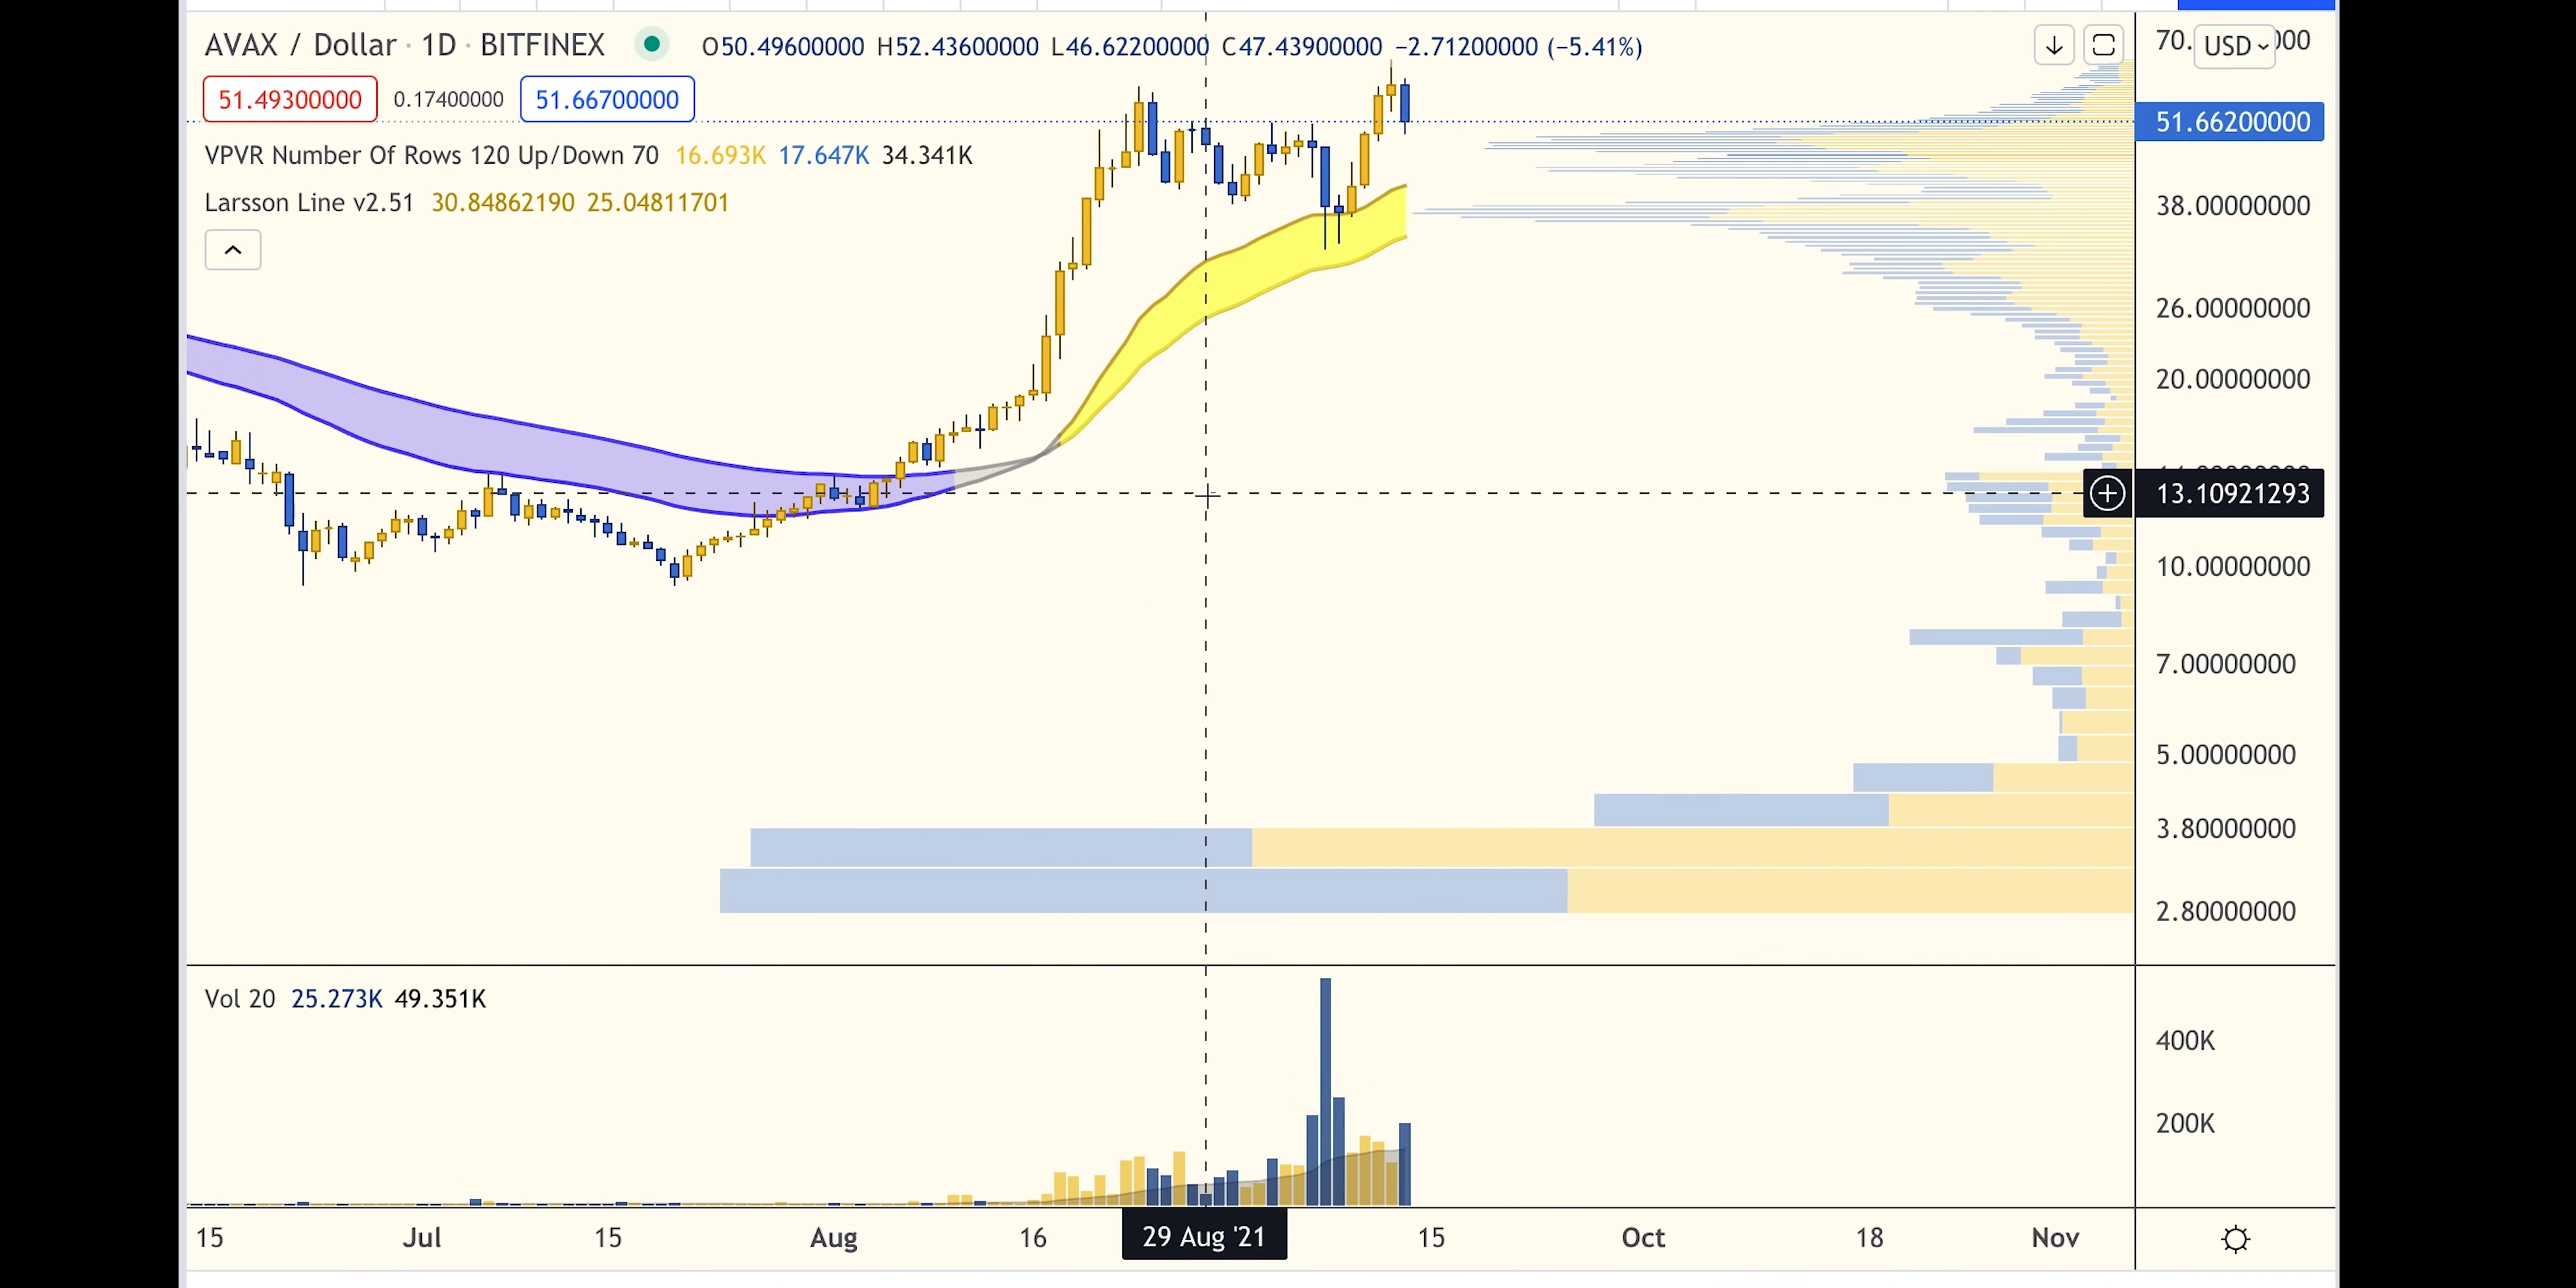 AVAX / Dollar · 1D · BITFINEX O50.49600000 H52.43600000 L46.62200000 C47.43900000 −2.71200000 (−5.41%)
51.49300000 0.17400000 51.66700000
VPVR Number Of Rows 120 Up/Down 70 16.693K 17.647K 34.341K
Larsson Line v2.51 30.84862190 25.04811701
USD
51.66200000
38.00000000
26.00000000
20.00000000
13.10921293
10.00000000
7.00000000
5.00000000
3.80000000
2.80000000
Vol 20 25.273K 49.351K
400K
200K
15 Jul 15 Aug 16 29 Aug '21 15 Oct 18 Nov